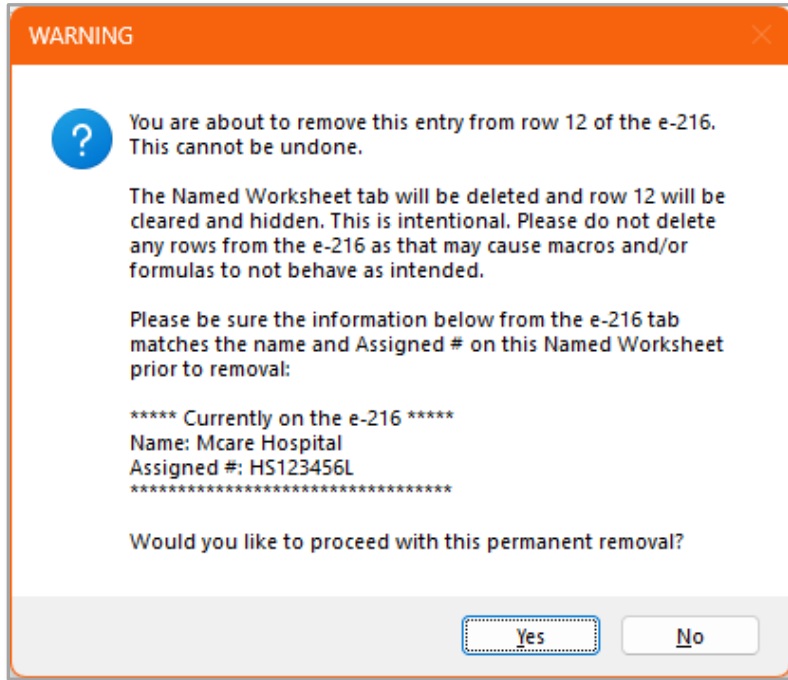 WARNING
You are about to remove this entry from row 12 of the e-216.
This cannot be undone.
The Named Worksheet tab will be deleted and row 12 will be
cleared and hidden. This is intentional. Please do not delete
any rows from the e-216 as that may cause macros and/or
formulas to not behave as intended.
Please be sure the information below from the e-216 tab
matches the name and Assigned # on this Named Worksheet
prior to removal:
***** Currently on the e-216 *****
Name: Mcare Hospital
Assigned #: HS123456L
**********************************
Would you like to proceed with this permanent removal?
Yes
No